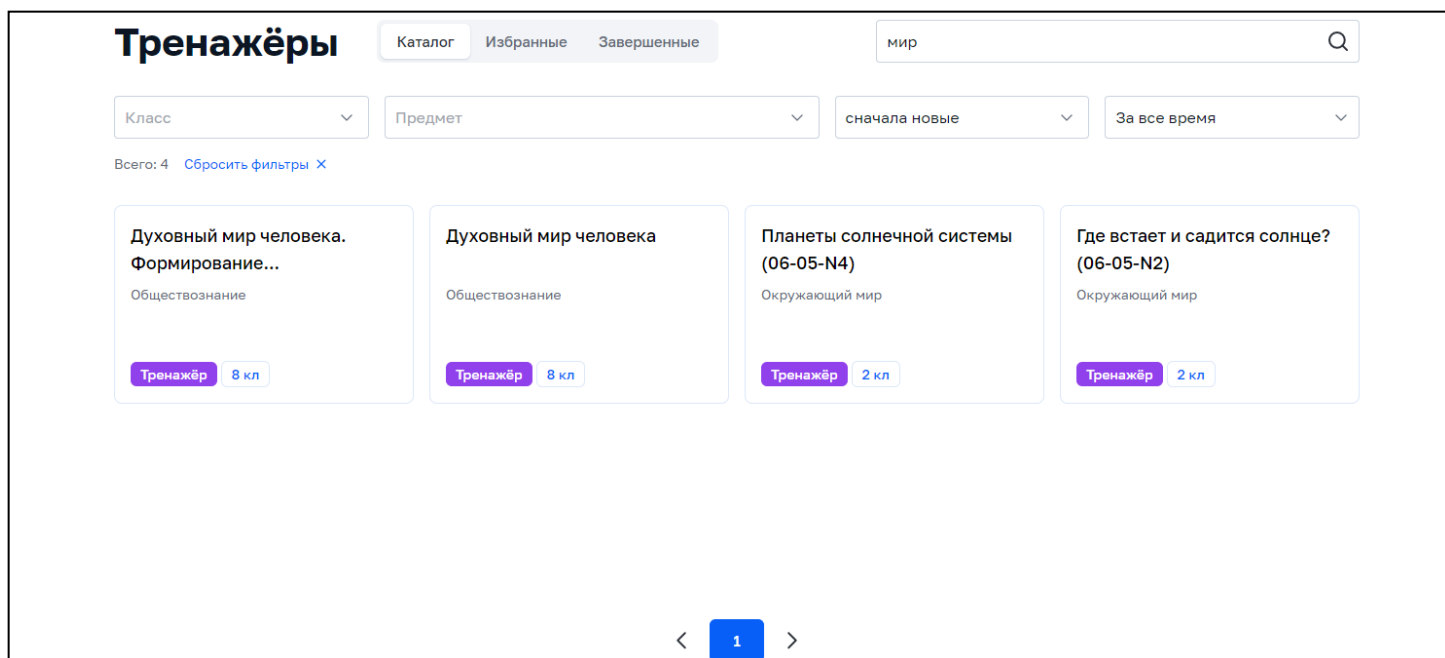 Тренажёры
Каталог Избранные Завершенные
мир
Класс
Предмет
сначала новые
За все время
Всего: 4 Сбросить фильтры ×
Духовный мир человека.
Формирование...
Обществознание
Тренажёр 8 кл
Духовный мир человека
Обществознание
Тренажёр 8 кл
Планеты солнечной системы
(06-05-N4)
Окружающий мир
Тренажёр 2 кл
Где встает и садится солнце?
(06-05-N2)
Окружающий мир
Тренажёр 2 кл
1